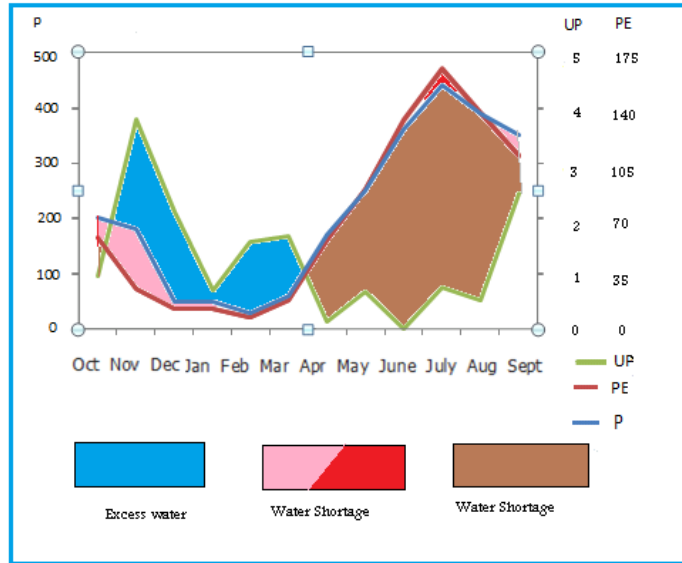 P UP PE
500 5 175
400 4 140
300 3 105
200 2 70
100 1 35
0 0 0
Oct Nov Dec Jan Feb Mar Apr May June July Aug Sept
UP
PE
P
Excess water Water Shortage Water Shortage